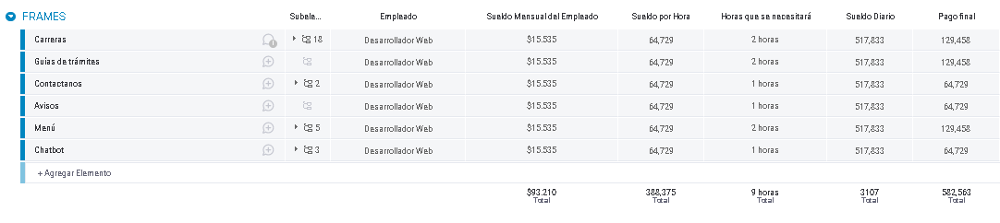 FRAMES Subele... Empleado Sueldo Mensual del Empleado Sueldo por Hora Horas que se necesitará Sueldo Diario Pago final
Carreras 18 Desarrollador Web $15.535 64,729 2 horas 517,833 129,458
Guías de trámites Desarrollador Web $15.535 64,729 2 horas 517,833 129,458
Contactanos 2 Desarrollador Web $15.535 64,729 1 horas 517,833 64,729
Avisos Desarrollador Web $15.535 64,729 1 horas 517,833 64,729
Menú 5 Desarrollador Web $15.535 64,729 2 horas 517,833 129,458
Chatbot 3 Desarrollador Web $15.535 64,729 1 horas 517,833 64,729
+ Agregar Elemento
$93.210 388,375 9 horas 3107 582,563
Total Total Total Total Total